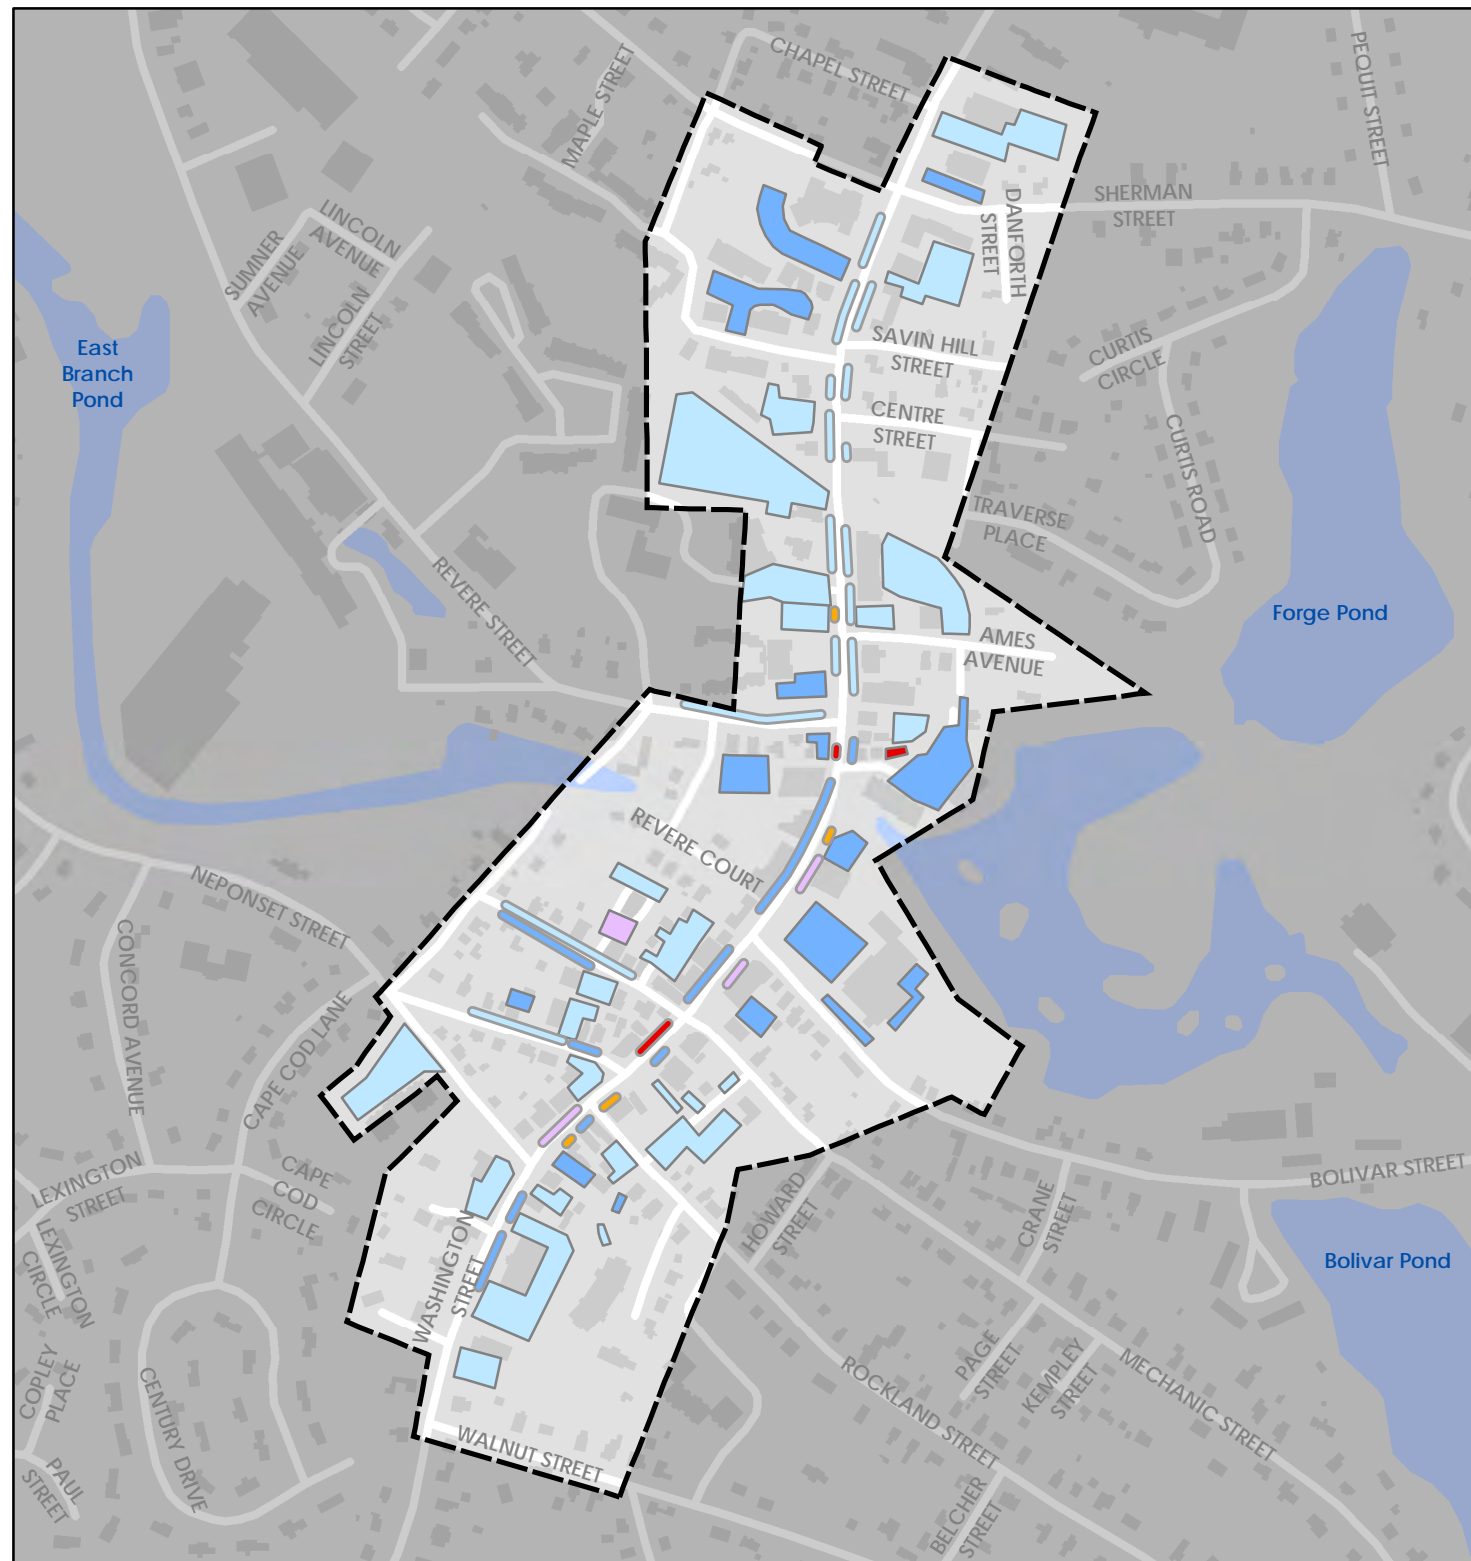 CHAPEL STREET
MAPLE STREET
PEQUIT STREET
SHERMAN
STREET
DANFORTH
STREET
LINCOLN
AVENUE
SUMNER
AVENUE
LINCOLN
STREET
East
Branch
Pond
SAVIN HILL
STREET
CURTIS
CIRCLE
CENTRE
STREET
CURTIS ROAD
TRAVERSE
PLACE
REVERE STREET
Forge Pond
AMES
AVENUE
REVERE COURT
NEPONSET STREET
CONCORD AVENUE
CAPE COD LANE
LEXINGTON
STREET
CAPE
COD
CIRCLE
LEXINGTON
CIRCLE
BOLIVAR STREET
HOWARD
STREET
CRANE
STREET
Bolivar Pond
WASHINGTON
STREET
COPLEY
PLACE
CENTURY DRIVE
PAGE
STREET
KEMPLEY
STREET
MECHANIC STREET
ROCKLAND STREET
WALNUT STREET
PAUL
STREET
BELCHER
STREET